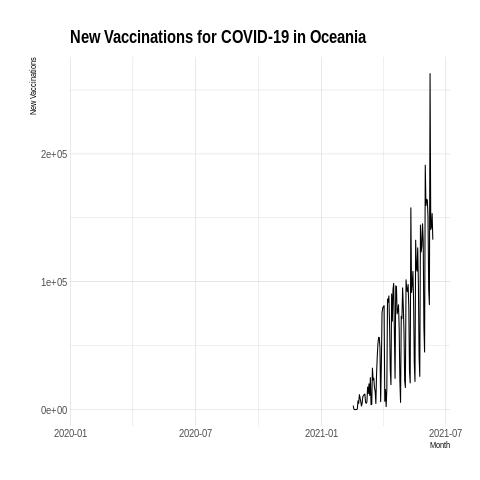 New Vaccinations for COVID-19 in Oceania
New Vaccinations
2e+05
1e+05
0e+00
2020-01 2020-07 2021-01 2021-07
Month